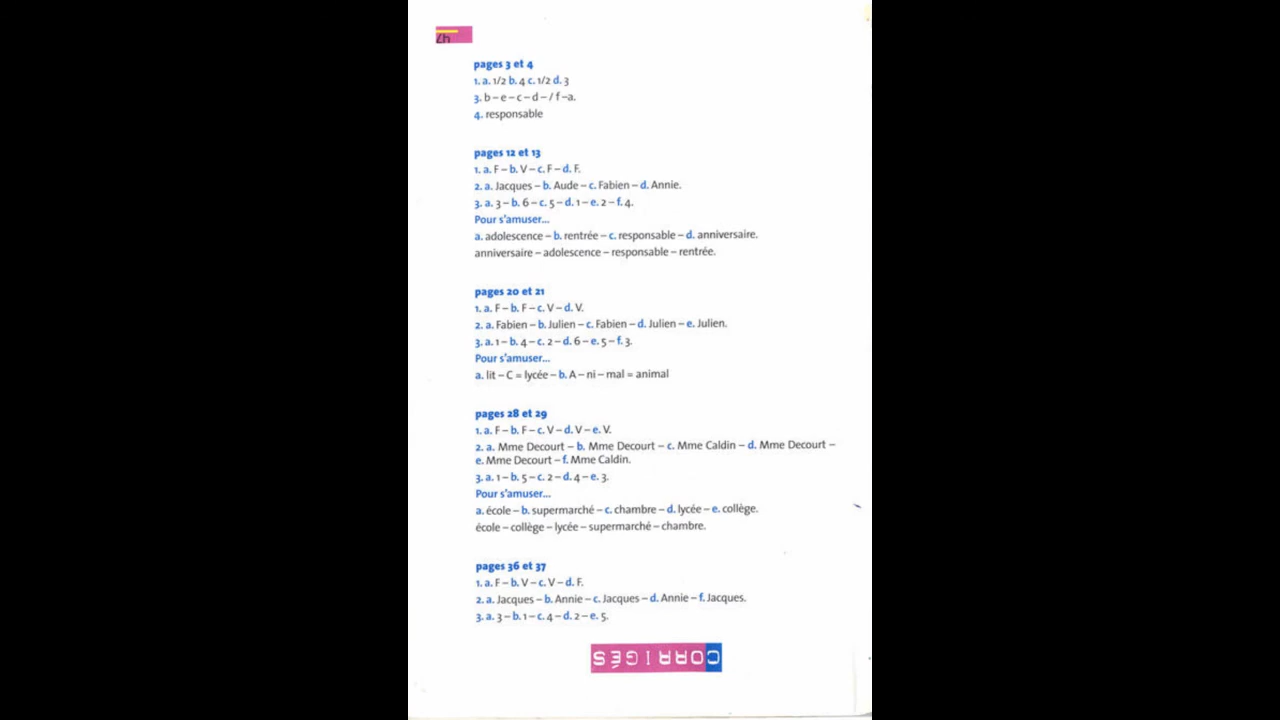 47
pages 3 et 4
1. a. 1/2 b. 4 c. 1/2 d. 3
3. b – e – c – d – / f –a.
4. responsable
pages 12 et 13
1. a. F – b. V – c. F – d. F.
2. a. Jacques – b. Aude – c. Fabien – d. Annie.
3. a. 3 – b. 6 – c. 5 – d. 1 – e. 2 – f. 4.
Pour s'amuser...
a. adolescence – b. rentrée – c. responsable – d. anniversaire.
anniversaire – adolescence – responsable – rentrée.
pages 20 et 21
1. a. F – b. F – c. V – d. V.
2. a. Fabien – b. Julien – c. Fabien – d. Julien – e. Julien.
3. a. 1 – b. 4 – c. 2 – d. 6 – e. 5 – f. 3.
Pour s'amuser...
a. lit – C = lycée – b. A – ni – mal = animal
pages 28 et 29
1. a. F – b. F – c. V – d. V – e. V.
2. a. Mme Decourt – b. Mme Decourt – c. Mme Caldin – d. Mme Decourt –
e. Mme Decourt – f. Mme Caldin.
3. a. 1 – b. 5 – c. 2 – d. 4 – e. 3.
Pour s'amuser...
a. école – b. supermarché – c. chambre – d. lycée – e. collège.
école – collège – lycée – supermarché – chambre.
pages 36 et 37
1. a. F – b. V – c. V – d. F.
2. a. Jacques – b. Annie – c. Jacques – d. Annie – f. Jacques.
3. a. 3 – b. 1 – c. 4 – d. 2 – e. 5.
CORRIGÉS